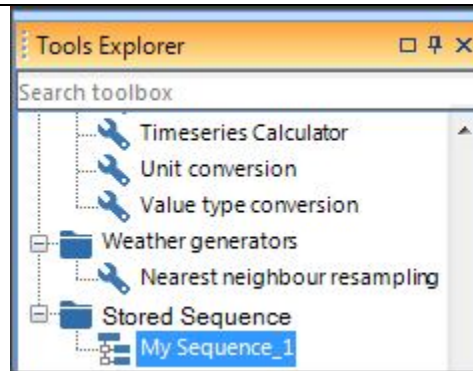 Tools Explorer
Search toolbox
Timeseries Calculator
Unit conversion
Value type conversion
Weather generators
Nearest neighbour resampling
Stored Sequence
My Sequence_1